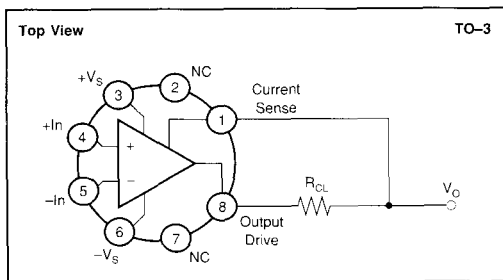 Top View
TO–3
+VS
NC
3
2
Current
Sense
+In
4
1
+
–In
5
–
8
RCL
VO
6
7
Output
Drive
–VS
NC